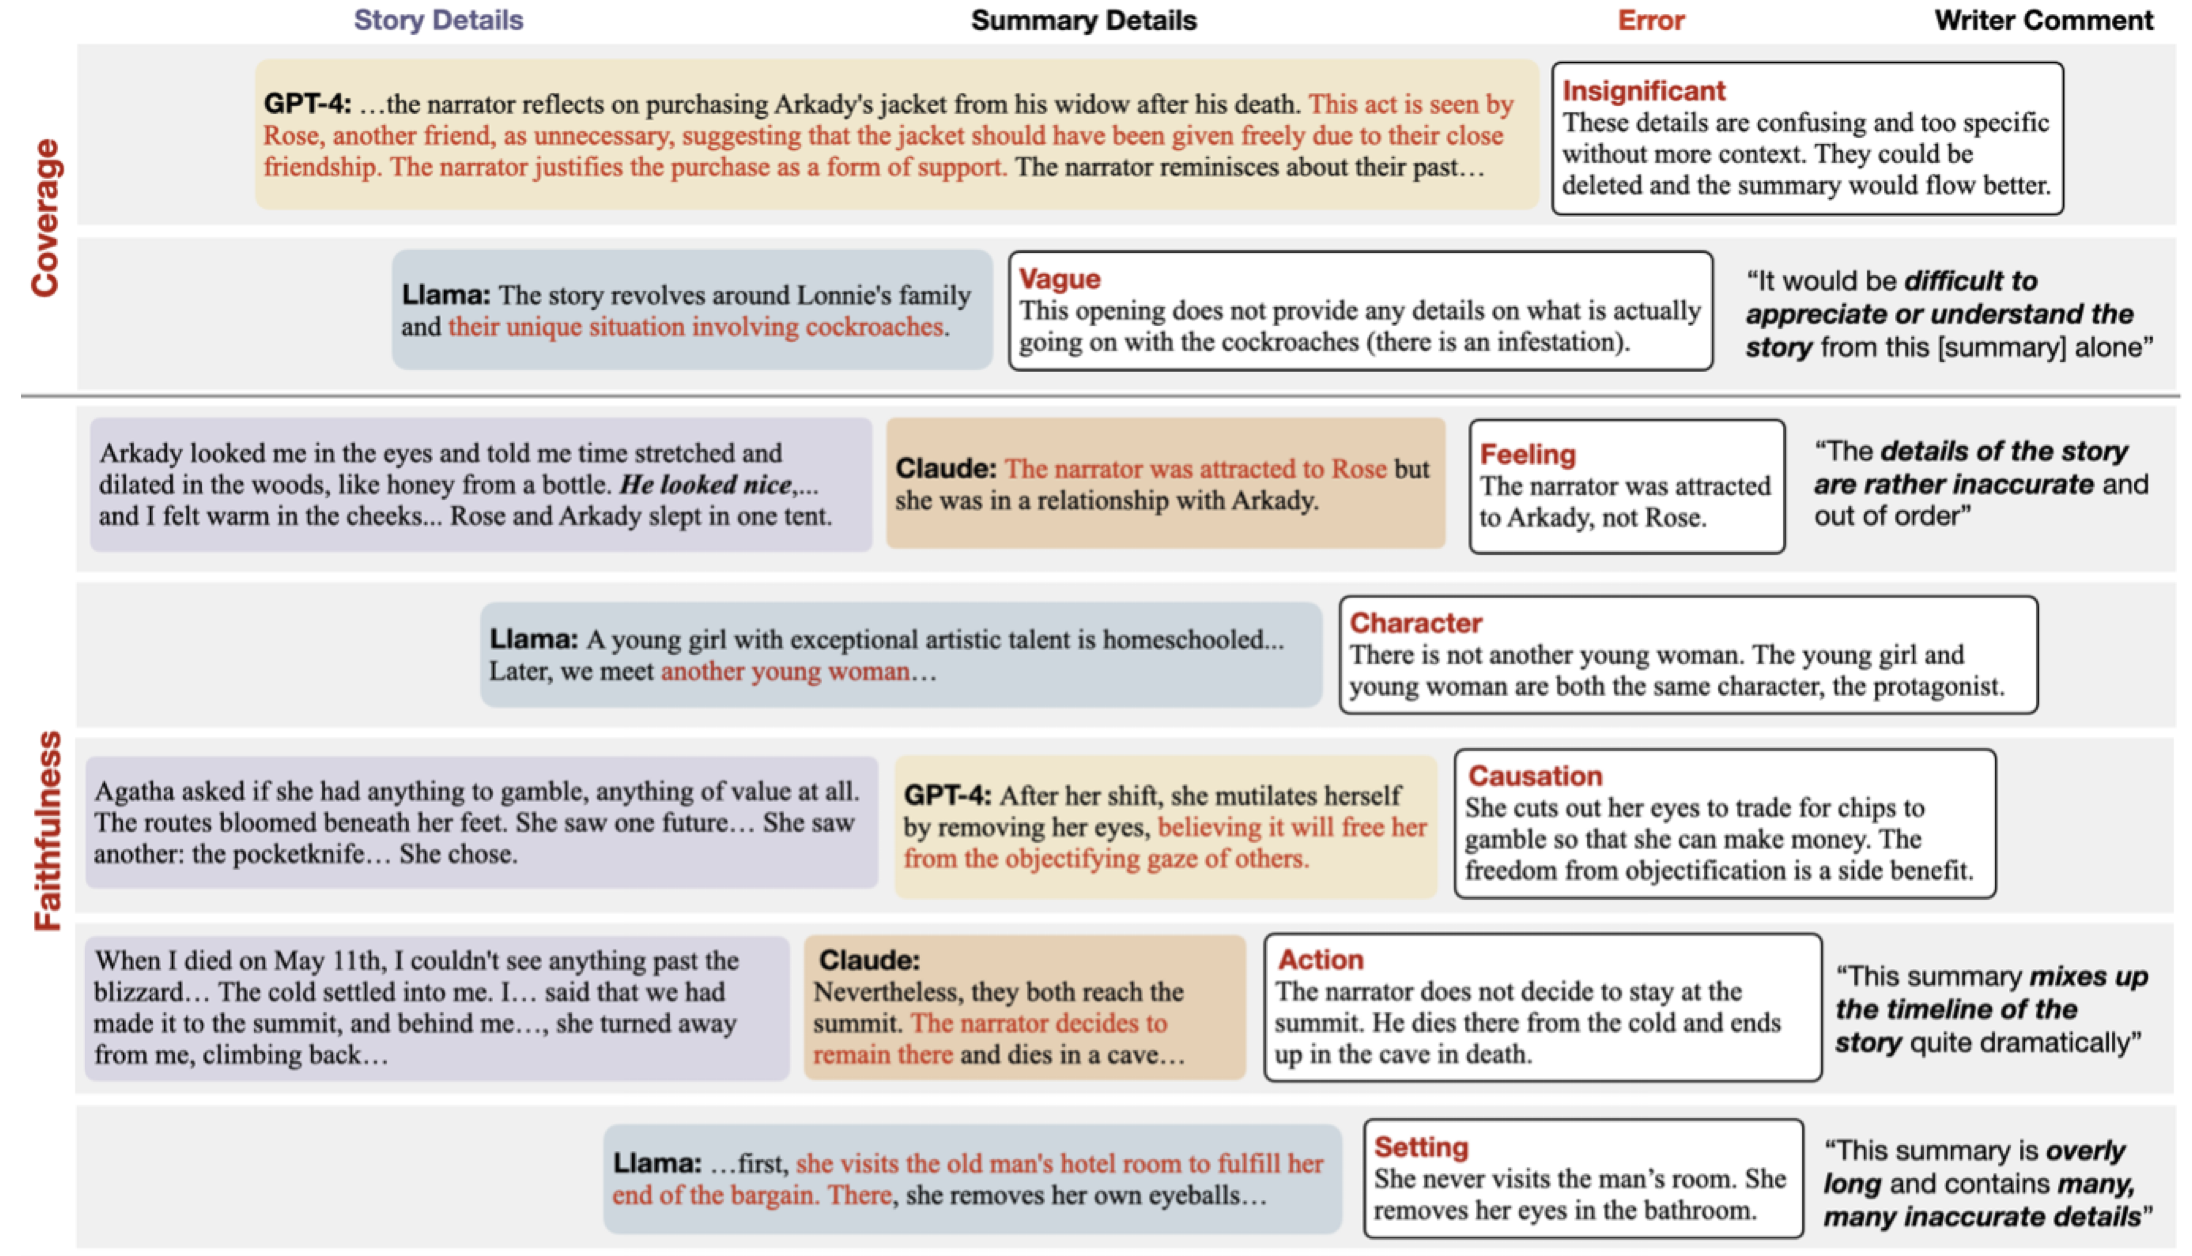 Story Details
Summary Details
Error
Writer Comment
Coverage
GPT-4: …the narrator reflects on purchasing Arkady's jacket from his widow after his death. This act is seen by
Rose, another friend, as unnecessary, suggesting that the jacket should have been given freely due to their close
friendship. The narrator justifies the purchase as a form of support. The narrator reminisces about their past…
Insignificant
These details are confusing and too specific
without more context. They could be
deleted and the summary would flow better.
Llama: The story revolves around Lonnie's family
and their unique situation involving cockroaches.
Vague
This opening does not provide any details on what is actually
going on with the cockroaches (there is an infestation).
“It would be difficult to
appreciate or understand the
story from this [summary] alone”
Faithfulness
Arkady looked me in the eyes and told me time stretched and
dilated in the woods, like honey from a bottle. He looked nice,...
and I felt warm in the cheeks... Rose and Arkady slept in one tent.
Claude: The narrator was attracted to Rose but
she was in a relationship with Arkady.
Feeling
The narrator was attracted
to Arkady, not Rose.
“The details of the story
are rather inaccurate and
out of order”
Llama: A young girl with exceptional artistic talent is homeschooled...
Later, we meet another young woman…
Character
There is not another young woman. The young girl and
young woman are both the same character, the protagonist.
Agatha asked if she had anything to gamble, anything of value at all.
The routes bloomed beneath her feet. She saw one future… She saw
another: the pocketknife… She chose.
GPT-4: After her shift, she mutilates herself
by removing her eyes, believing it will free her
from the objectifying gaze of others.
Causation
She cuts out her eyes to trade for chips to
gamble so that she can make money. The
freedom from objectification is a side benefit.
When I died on May 11th, I couldn't see anything past the
blizzard… The cold settled into me. I… said that we had
made it to the summit, and behind me…, she turned away
from me, climbing back…
Claude:
Nevertheless, they both reach the
summit. The narrator decides to
remain there and dies in a cave…
Action
The narrator does not decide to stay at the
summit. He dies there from the cold and ends
up in the cave in death.
“This summary mixes up
the timeline of the
story quite dramatically”
Llama: …first, she visits the old man's hotel room to fulfill her
end of the bargain. There, she removes her own eyeballs…
Setting
She never visits the man’s room. She
removes her eyes in the bathroom.
“This summary is overly
long and contains many,
many inaccurate details”